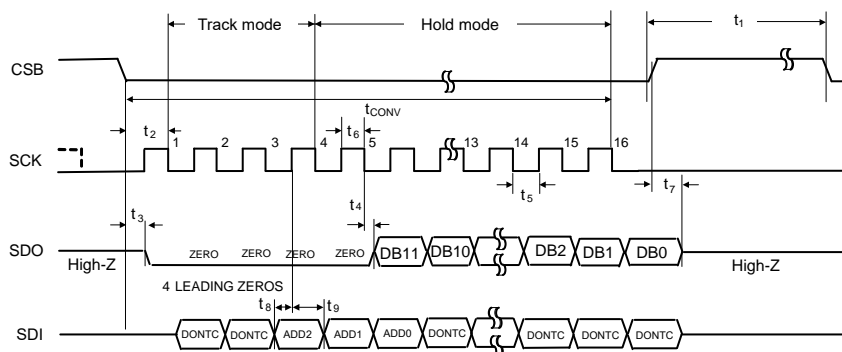 Track mode Hold mode t1
CSB
tCONV
t2 t6
1 2 3 4 5 13 14 15 16
SCK
t5 t7
t4
t3
ZERO ZERO ZERO ZERO DB11 DB10 DB2 DB1 DB0
SDO
High-Z High-Z
4 LEADING ZEROS
t8 t9
SDI DONTC DONTC ADD2 ADD1 ADD0 DONTC DONTC DONTC DONTC